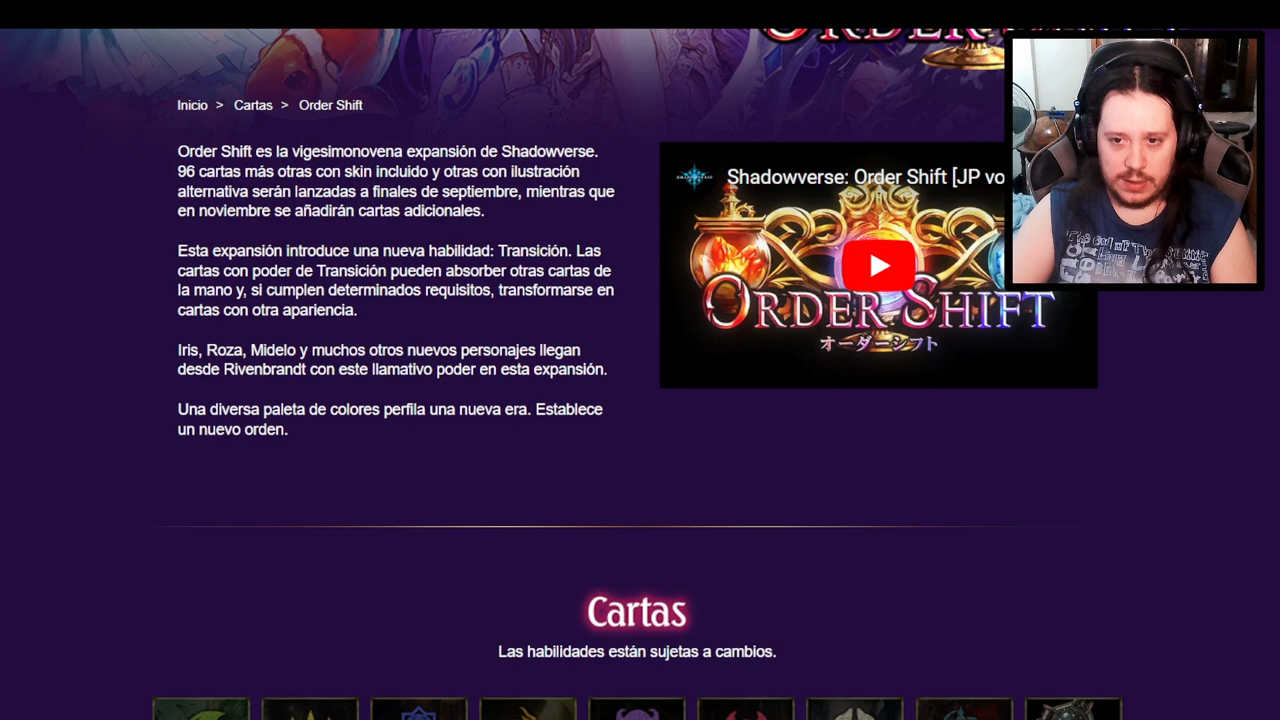 Inicio > Cartas > Order Shift
Order Shift es la vigesimonovena expansión de Shadowverse.
96 cartas más otras con skin incluido y otras con ilustración
alternativa serán lanzadas a finales de septiembre, mientras que
en noviembre se añadirán cartas adicionales.
Esta expansión introduce una nueva habilidad: Transición. Las
cartas con poder de Transición pueden absorber otras cartas de
la mano y, si cumplen determinados requisitos, transformarse en
cartas con otra apariencia.
Iris, Roza, Midelo y muchos otros nuevos personajes llegan
desde Rivenbrandt con este llamativo poder en esta expansión.
Una diversa paleta de colores perfila una nueva era. Establece
un nuevo orden.
Shadowverse: Order Shift [JP vo
ORDER SHIFT
オーダーシフト
Cartas
Las habilidades están sujetas a cambios.